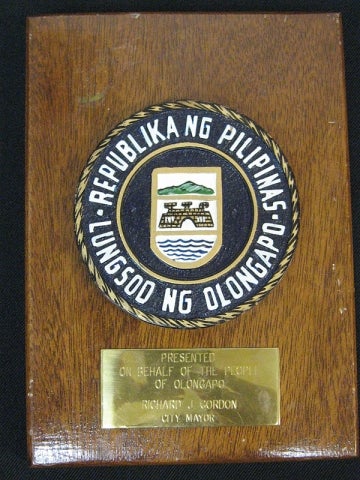 REPUBLIKA NG PILIPINAS
LUNGSOD NG OLONGAPO
PRESENTED
ON BEHALF OF THE PEOPLE
OF OLONGAPO
RICHARD J. GORDON
CITY MAYOR